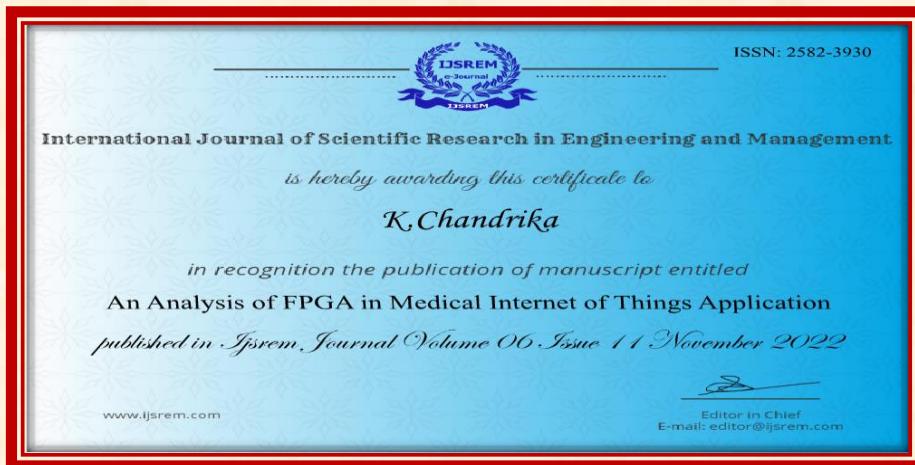 ISSN: 2582-3930
IJSREM
e-Journal
IJSREM
International Journal of Scientific Research in Engineering and Management
is hereby awarding this certificate to
K.Chandrika
in recognition the publication of manuscript entitled
An Analysis of FPGA in Medical Internet of Things Application
published in Ijsrem Journal Volume 06 Issue 11 November 2022
www.ijsrem.com
Editor in Chief
E-mail: editor@ijsrem.com